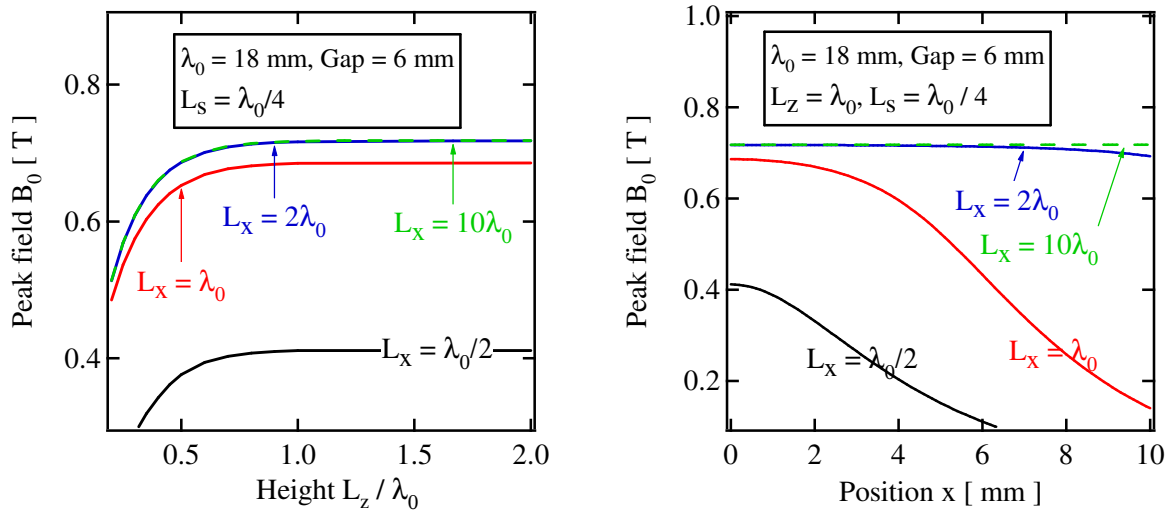 Peak field B₀ [ T ]
0.8
0.6
0.4
λ₀ = 18 mm, Gap = 6 mm
Lₛ = λ₀/4
Lₓ = 2λ₀
Lₓ = 10λ₀
Lₓ = λ₀
Lₓ = λ₀/2
0.5 1.0 1.5 2.0
Height L_z / λ₀
Peak field B₀ [ T ]
1.0
0.8
0.6
0.4
0.2
λ₀ = 18 mm, Gap = 6 mm
L_Z = λ₀, Lₛ = λ₀ / 4
Lₓ = 2λ₀
Lₓ = 10λ₀
Lₓ = λ₀
Lₓ = λ₀/2
0 2 4 6 8 10
Position x [ mm ]